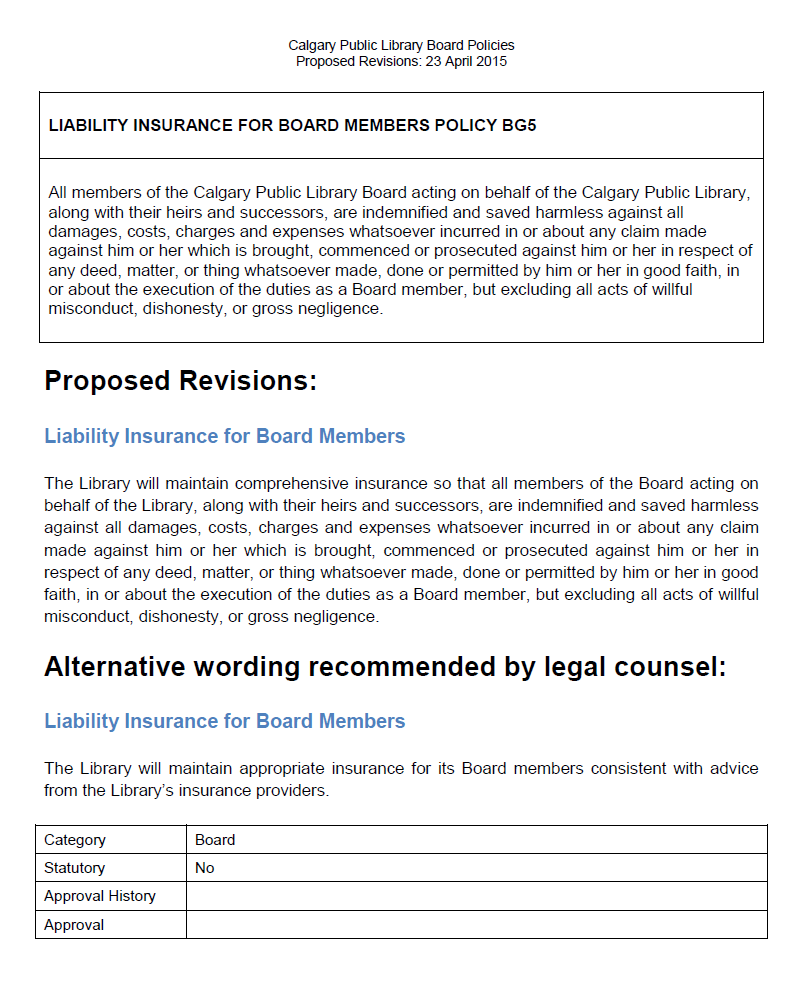 Calgary Public Library Board Policies
Proposed Revisions: 23 April 2015
LIABILITY INSURANCE FOR BOARD MEMBERS POLICY BG5
All members of the Calgary Public Library Board acting on behalf of the Calgary Public Library,
along with their heirs and successors, are indemnified and saved harmless against all
damages, costs, charges and expenses whatsoever incurred in or about any claim made
against him or her which is brought, commenced or prosecuted against him or her in respect of
any deed, matter, or thing whatsoever made, done or permitted by him or her in good faith, in
or about the execution of the duties as a Board member, but excluding all acts of willful
misconduct, dishonesty, or gross negligence.
Proposed Revisions:
Liability Insurance for Board Members
The Library will maintain comprehensive insurance so that all members of the Board acting on
behalf of the Library, along with their heirs and successors, are indemnified and saved harmless
against all damages, costs, charges and expenses whatsoever incurred in or about any claim
made against him or her which is brought, commenced or prosecuted against him or her in
respect of any deed, matter, or thing whatsoever made, done or permitted by him or her in good
faith, in or about the execution of the duties as a Board member, but excluding all acts of willful
misconduct, dishonesty, or gross negligence.
Alternative wording recommended by legal counsel:
Liability Insurance for Board Members
The Library will maintain appropriate insurance for its Board members consistent with advice
from the Library's insurance providers.
Category Board
Statutory No
Approval History
Approval